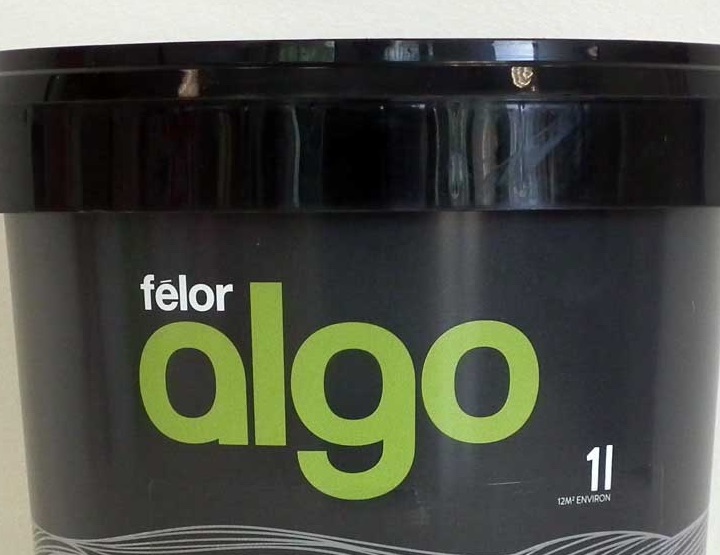 félor
algo
1l
12M² ENVIRON